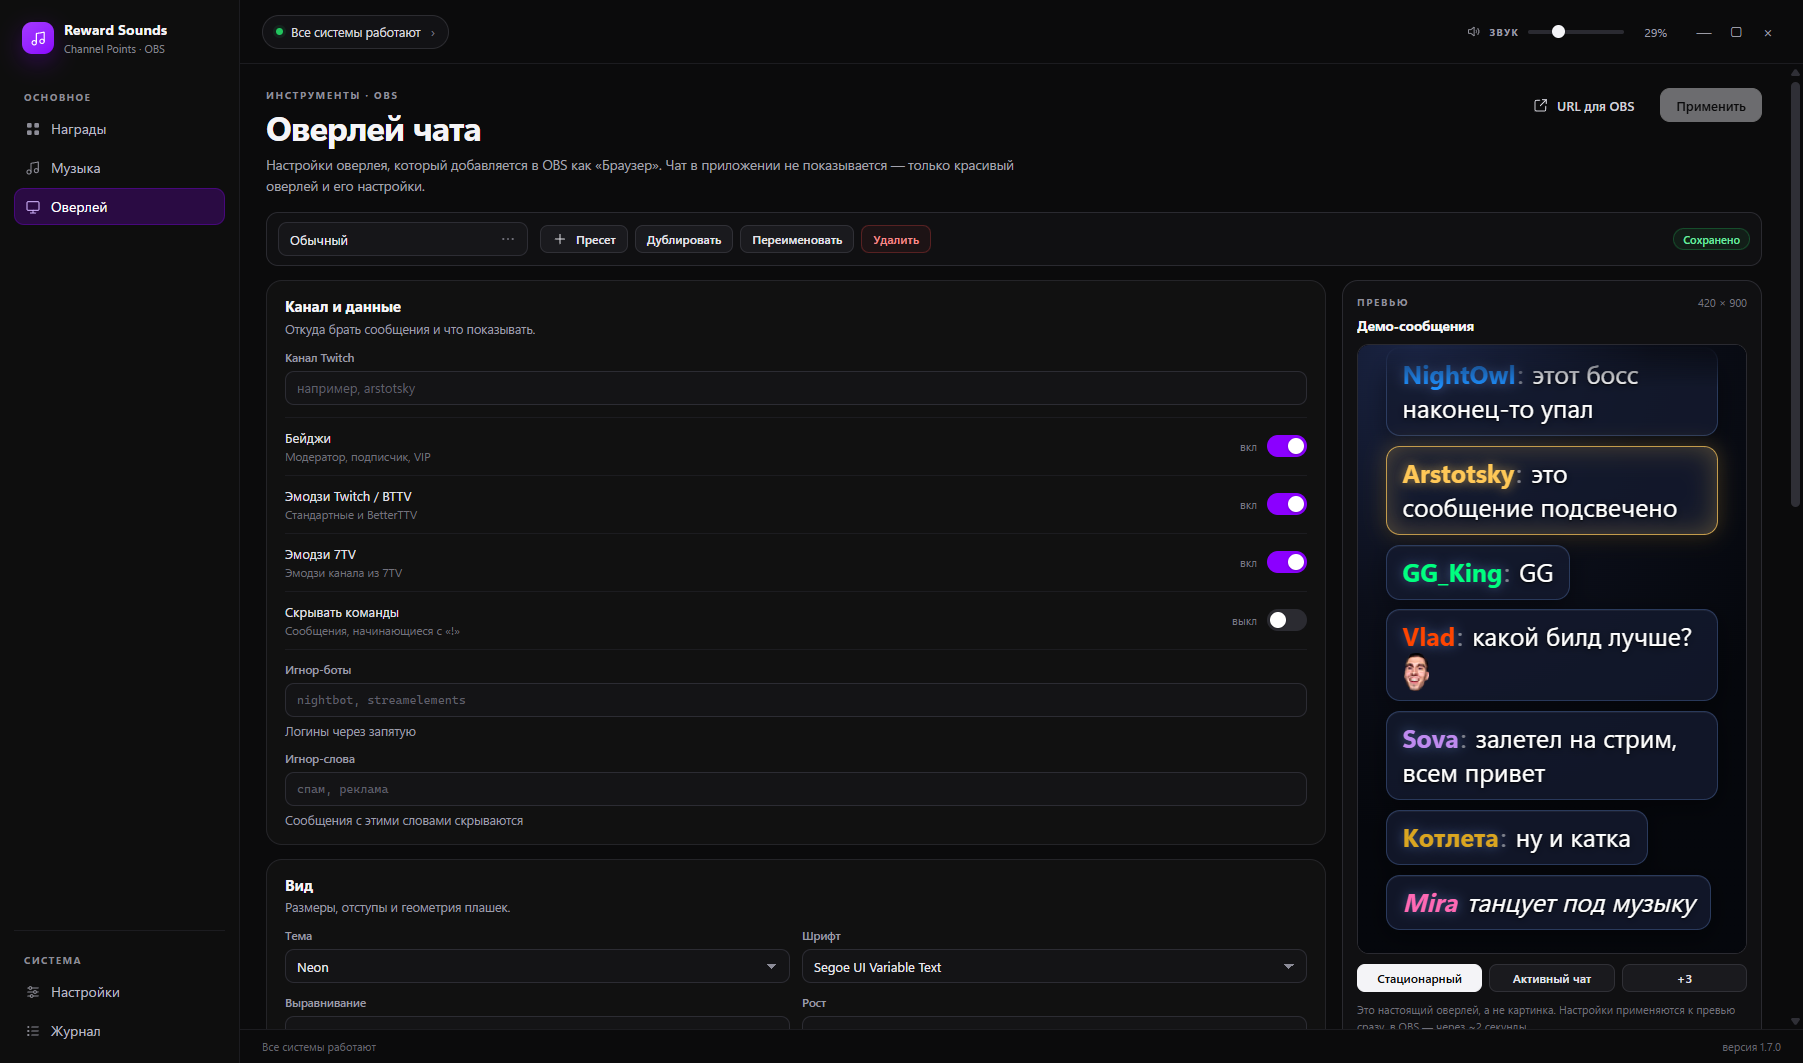 Reward Sounds
Channel Points · OBS
ОСНОВНОЕ
Награды
Музыка
Оверлей
СИСТЕМА
Настройки
Журнал
Все системы работают ›
ЗВУК
29%
ИНСТРУМЕНТЫ · OBS
Оверлей чата
Настройки оверлея, который добавляется в OBS как «Браузер». Чат в приложении не показывается — только красивый
оверлей и его настройки.
URL для OBS
Применить
Обычный ···
+ Пресет
Дублировать
Переименовать
Удалить
Сохранено
Канал и данные
Откуда брать сообщения и что показывать.
Канал Twitch
например, arstotsky
Бейджи
Модератор, подписчик, VIP
вкл
Эмодзи Twitch / BTTV
Стандартные и BetterTTV
вкл
Эмодзи 7TV
Эмодзи канала из 7TV
вкл
Скрывать команды
Сообщения, начинающиеся с «!»
выкл
Игнор-боты
nightbot, streamelements
Логины через запятую
Игнор-слова
спам, реклама
Сообщения с этими словами скрываются
Вид
Размеры, отступы и геометрия плашек.
Тема
Neon
Шрифт
Segoe UI Variable Text
Выравнивание
Рост
ПРЕВЬЮ
420 × 900
Демо-сообщения
NightOwl: этот босс
наконец-то упал
Arstotsky: это
сообщение подсвечено
GG_King: GG
Vlad: какой билд лучше?
Sova: залетел на стрим,
всем привет
Котлета: ну и катка
Mira танцует под музыку
Стационарный
Активный чат
+3
Это настоящий оверлей, а не картинка. Настройки применяются к превью
сразу, в OBS — через ~2 секунды.
Все системы работают
версия 1.7.0